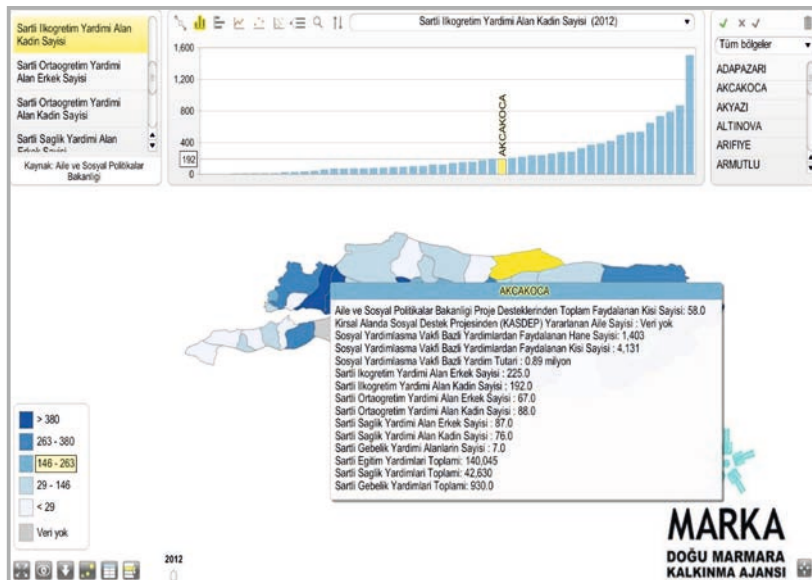 Sartli Ilkogretim Yardimi Alan
Kadin Sayisi
Sartli Ortaogretim Yardimi
Alan Erkek Sayisi
Sartli Ortaogretim Yardimi
Alan Kadin Sayisi
Sartli Saglik Yardimi Alan
Erkek Sayisi
Kaynak: Aile ve Sosyal Politikalar
Bakanligi
Sartli Ilkogretim Yardimi Alan Kadin Sayisi (2012)
1,600
1,200
800
400
192
0
AKCAKOCA
Tüm bölgeler
ADAPAZARI
AKCAKOCA
AKYAZI
ALTINOVA
ARIFIYE
ARMUTLU
AKCAKOCA
Aile ve Sosyal Politikalar Bakanligi Proje Desteklerinden Toplam Faydalanan Kisi Sayisi: 58.0
Kirsal Alanda Sosyal Destek Projesinden (KASDEP) Yararlanan Aile Sayisi : Veri yok
Sosyal Yardimlasma Vakfi Bazli Yardimlardan Faydalanan Hane Sayisi: 1,403
Sosyal Yardimlasma Vakfi Bazli Yardimlardan Faydalanan Kisi Sayisi : 4,131
Sosyal Yardimlasma Vakfi Bazli Yardim Tutari : 0.89 milyon
Sartli Ikogretim Yardimi Alan Erkek Sayisi : 225.0
Sartli Ilkogretim Yardimi Alan Kadin Sayisi : 192.0
Sartli Ortaogretim Yardimi Alan Erkek Sayisi : 67.0
Sartli Ortaogretim Yardimi Alan Kadin Sayisi : 88.0
Sartli Saglik Yardimi Alan Erkek Sayisi : 87.0
Sartli Saglik Yardimi Alan Kadin Sayisi : 76.0
Sartli Gebelik Yardimi Alanlarin Sayisi : 7.0
Sartli Egitim Yardimlari Toplami: 140,045
Sartli Saglik Yardimlari Toplami: 42,630
Sartli Gebelik Yardimlari Toplami: 930.0
> 380
263 - 380
146 - 263
29 - 146
< 29
Veri yok
2012
MARKA
DOĞU MARMARA
KALKINMA AJANSI